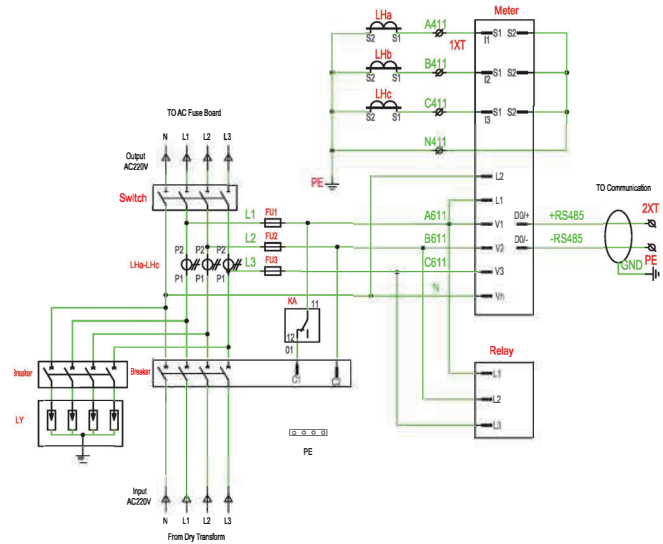 LHa
A411
Meter
S2
S1
1XT
I1
S1
S2
LHb
B411
S2
S1
I2
S1
S2
LHc
C411
S2
S1
I3
S1
S2
TO AC Fuse Board
N
L1
L2
L3
N411
Output
AC220V
PE
L2
Switch
L1
TO Communication
L1
FU1
A611
V1
D0/+
+RS485
2XT
L2
FU2
B611
V2
D0/-
-RS485
PE
P2
P2
P2
LHa-LHc
L3
FU3
C611
V3
GND
P1
P1
P1
N
Vn
KA
11
12
01
Relay
Breaker
Breaker
C1
C2
L1
L2
LY
L3
PE
Input
AC220V
N
L1
L2
L3
From Dry Transform